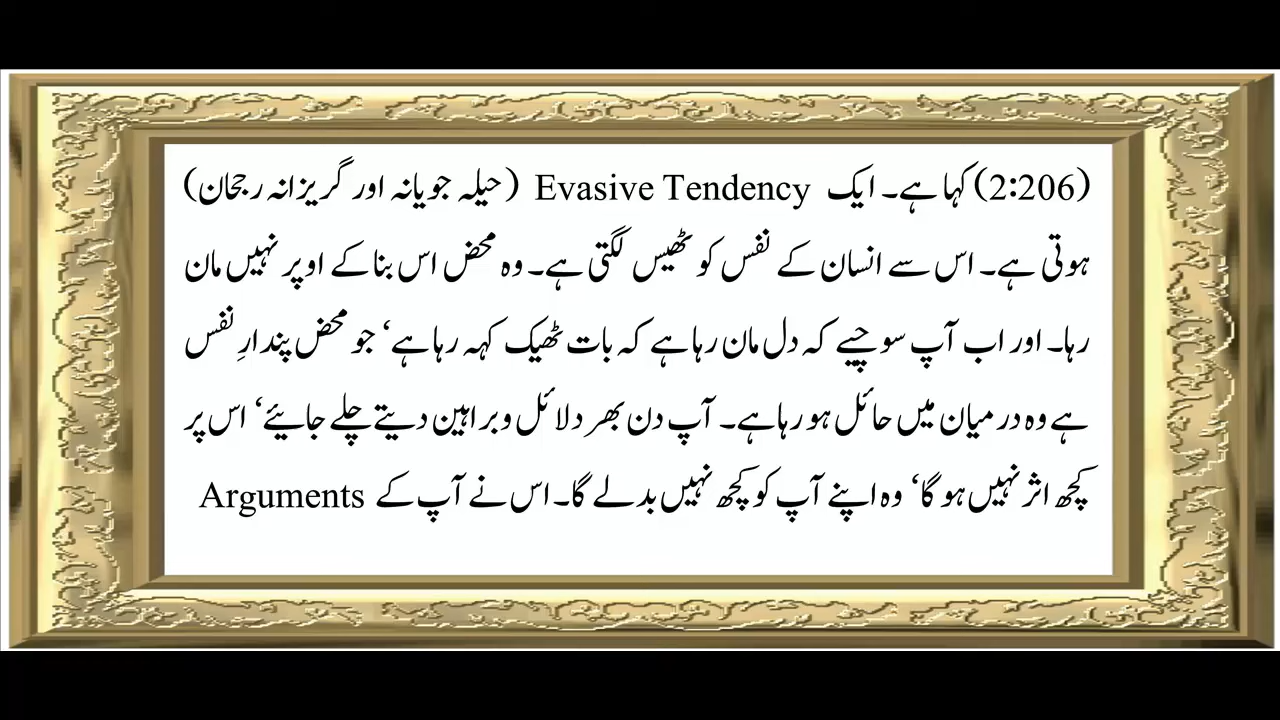 (2:206) کہا ہے۔ ایک Evasive Tendency (حیلہ جویانہ اور گریزانہ رجحان)
ہوتی ہے۔ اس سے انسان کے نفس کو ٹھیس لگتی ہے۔ وہ محض اس بنا کے اوپر نہیں مان
رہا۔ اور اب آپ سوچیے کہ دل مان رہا ہے کہ بات ٹھیک کہہ رہا ہے‘ جو محض پندارِ نفس
ہے وہ درمیان میں حائل ہو رہا ہے۔ آپ دن بھر دلائل و براہین دیتے چلے جایئے‘ اس پر
کچھ اثر نہیں ہو گا‘ وہ اپنے آپ کو کچھ نہیں بدلے گا۔ اس نے آپ کے Arguments